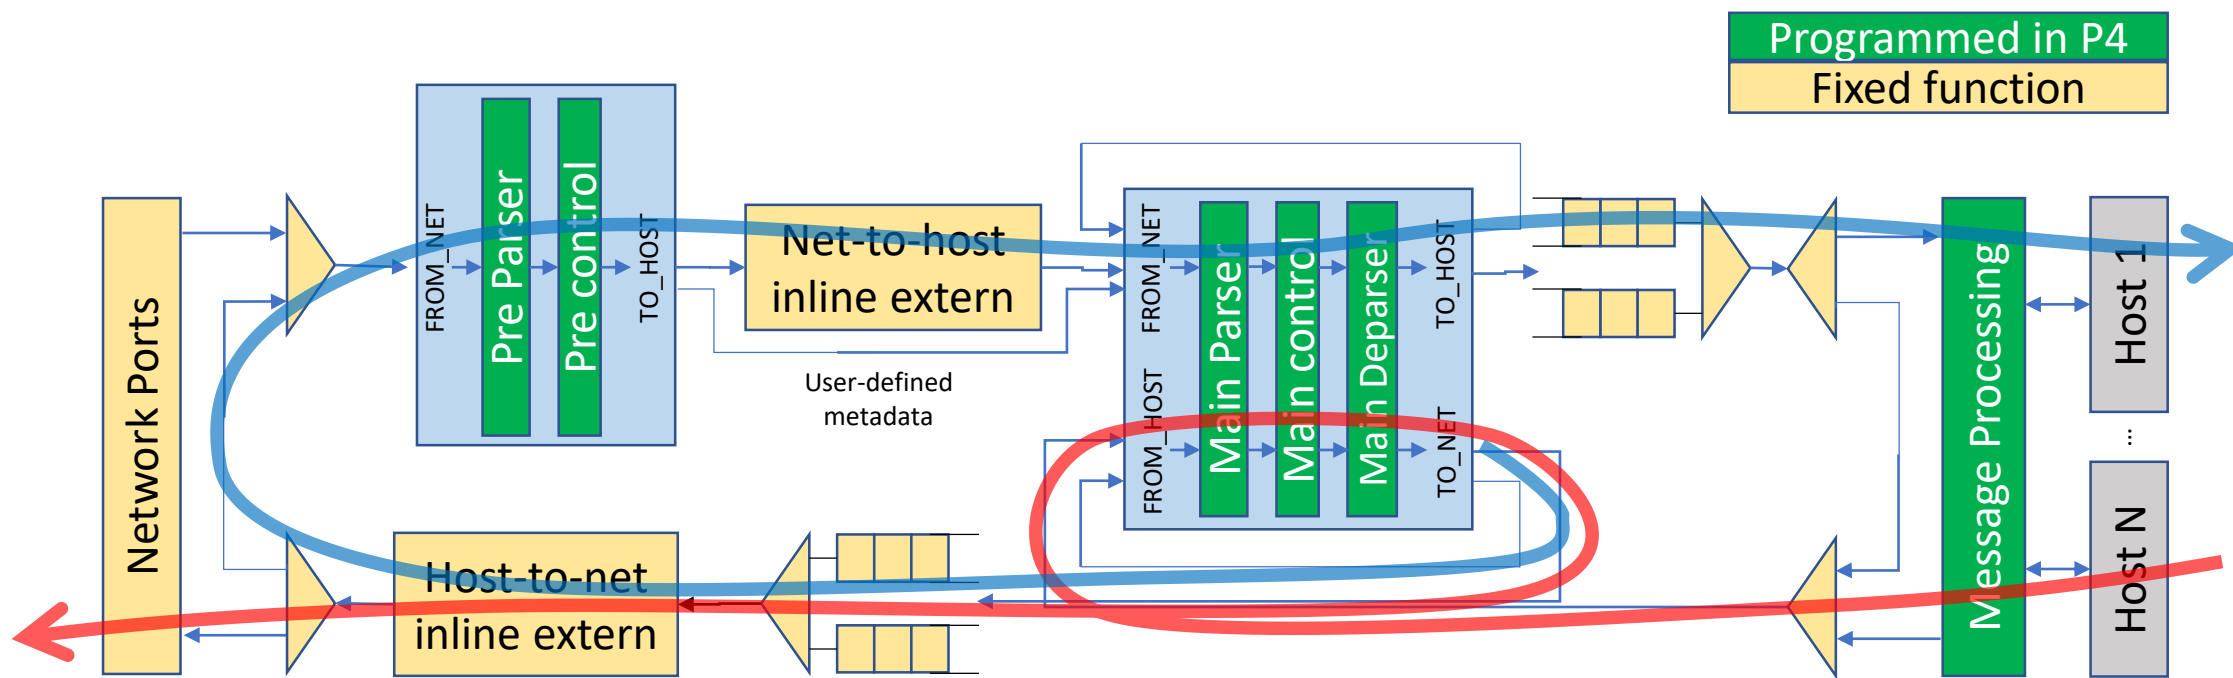 Programmed in P4
Fixed function
Network Ports
FROM_NET
Pre Parser
Pre control
TO_HOST
Net-to-host
inline extern
User-defined
metadata
FROM_NET
FROM_HOST
Main Parser
Main control
Main Deparser
TO_HOST
TO_NET
Message Processing
Host 1
...
Host N
Host-to-net
inline extern